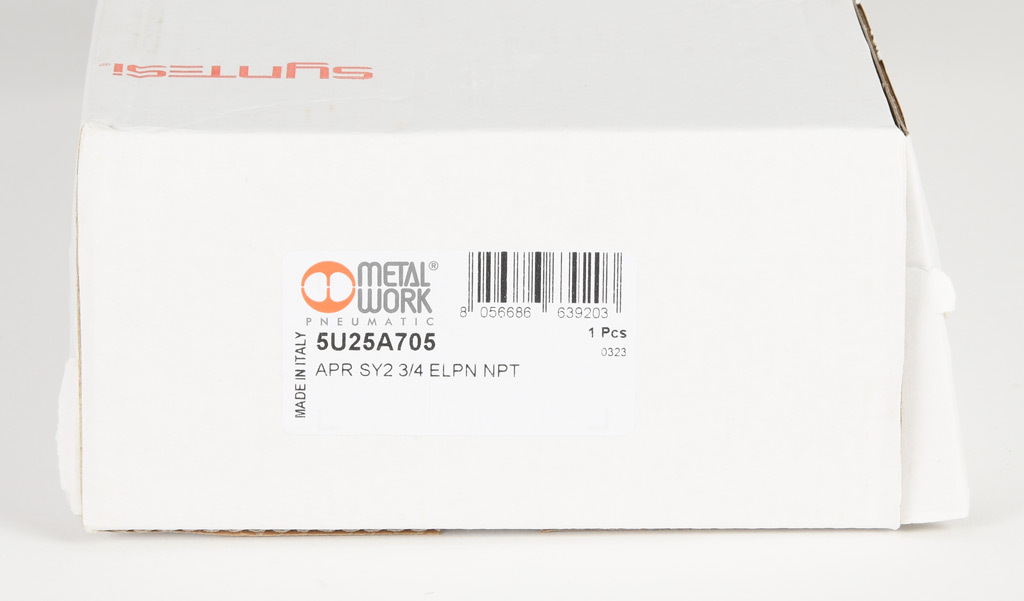 SYNTESI
METAL®
WORK
PNEUMATIC
8 056686 639203
MADE IN ITALY
5U25A705
1 Pcs
0323
APR SY2 3/4 ELPN NPT